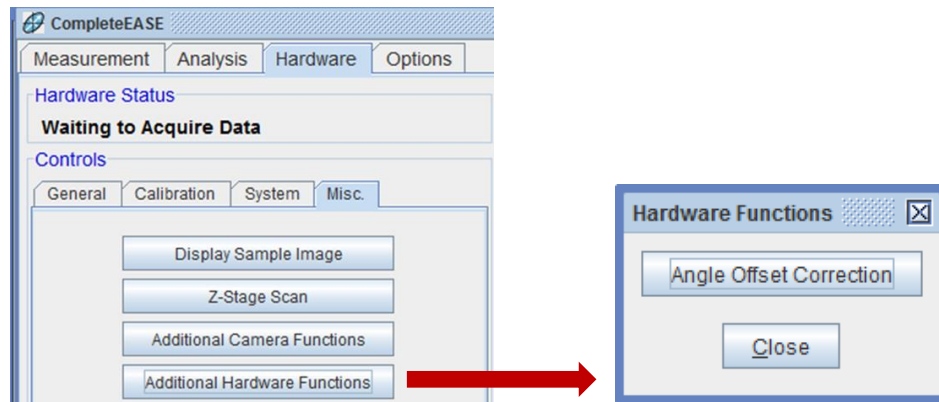 CompleteEASE
Measurement Analysis Hardware Options
Hardware Status
Waiting to Acquire Data
Controls
General Calibration System Misc.
Display Sample Image
Z-Stage Scan
Additional Camera Functions
Additional Hardware Functions
Hardware Functions
Angle Offset Correction
Close